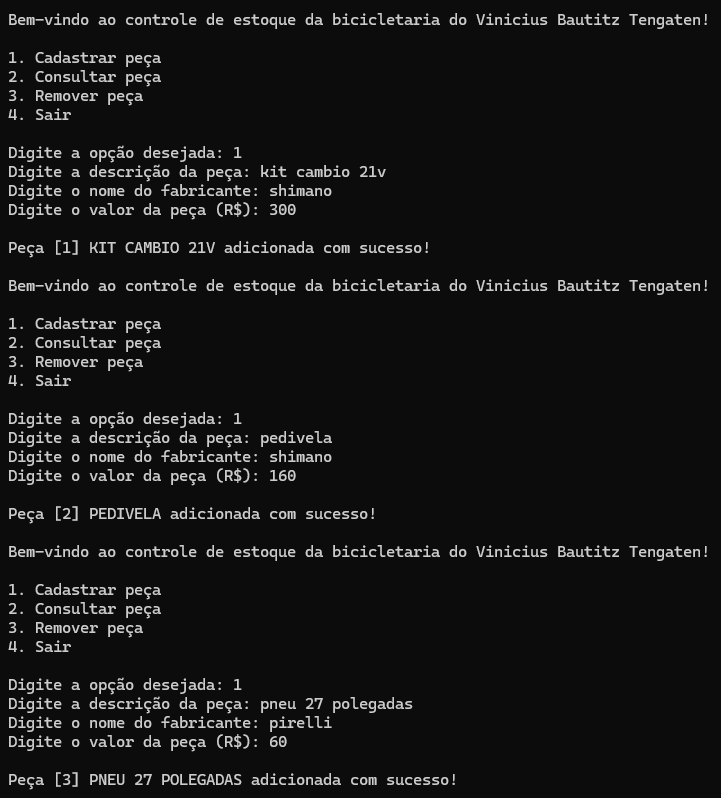 Bem-vindo ao controle de estoque da bicicletaria do Vinicius Bautitz Tengaten!
1. Cadastrar peça
2. Consultar peça
3. Remover peça
4. Sair
Digite a opção desejada: 1
Digite a descrição da peça: kit cambio 21v
Digite o nome do fabricante: shimano
Digite o valor da peça (R$): 300
Peça [1] KIT CAMBIO 21V adicionada com sucesso!
Bem-vindo ao controle de estoque da bicicletaria do Vinicius Bautitz Tengaten!
1. Cadastrar peça
2. Consultar peça
3. Remover peça
4. Sair
Digite a opção desejada: 1
Digite a descrição da peça: pedivela
Digite o nome do fabricante: shimano
Digite o valor da peça (R$): 160
Peça [2] PEDIVELA adicionada com sucesso!
Bem-vindo ao controle de estoque da bicicletaria do Vinicius Bautitz Tengaten!
1. Cadastrar peça
2. Consultar peça
3. Remover peça
4. Sair
Digite a opção desejada: 1
Digite a descrição da peça: pneu 27 polegadas
Digite o nome do fabricante: pirelli
Digite o valor da peça (R$): 60
Peça [3] PNEU 27 POLEGADAS adicionada com sucesso!